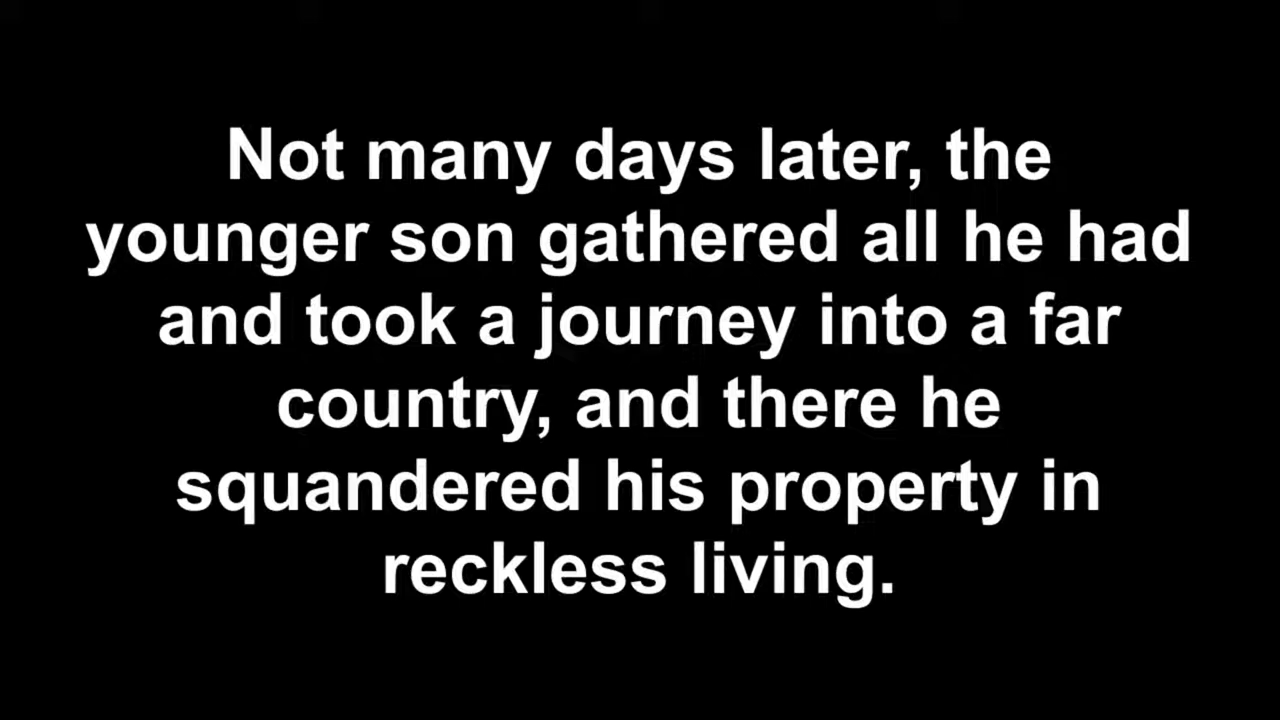 Not many days later, the
younger son gathered all he had
and took a journey into a far
country, and there he
squandered his property in
reckless living.